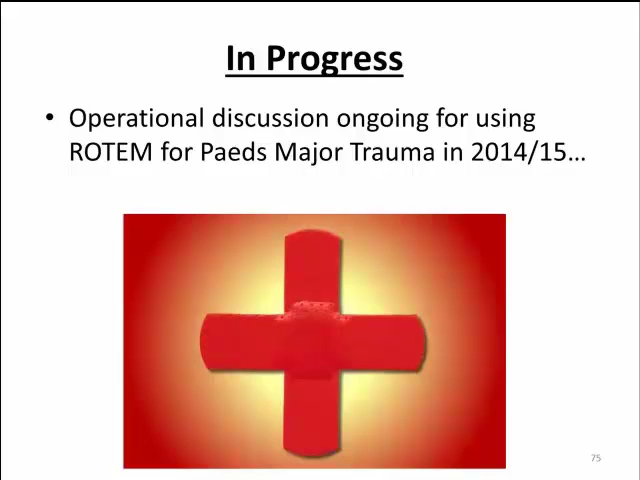 In Progress
• Operational discussion ongoing for using
ROTEM for Paeds Major Trauma in 2014/15…
75